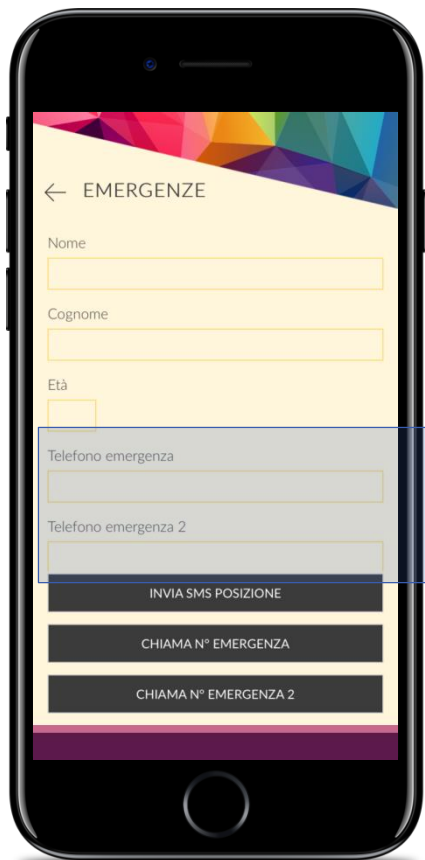 EMERGENZE
Nome
Cognome
Età
Telefono emergenza
Telefono emergenza 2
INVIA SMS POSIZIONE
CHIAMA N° EMERGENZA
CHIAMA N° EMERGENZA 2